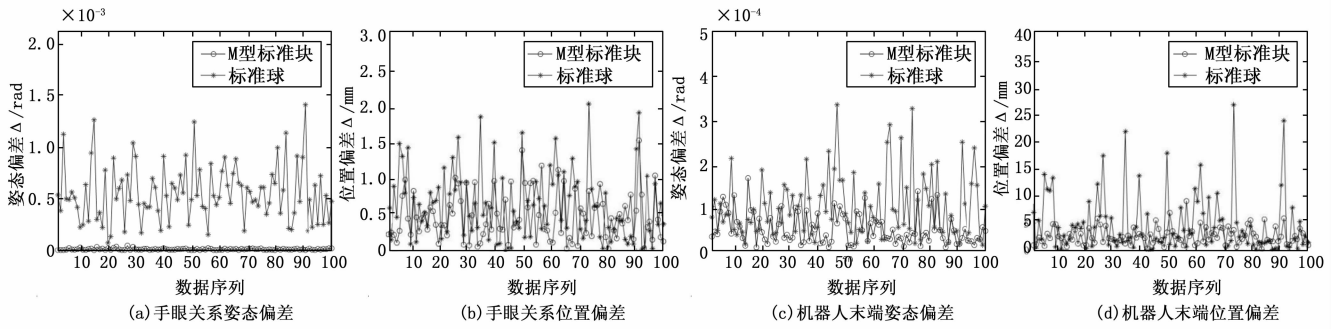 ×10⁻³
姿态偏差Δ/rad
2.0
1.5
1.0
0.5
0
10 20 30 40 50 60 70 80 90 100
M型标准块
标准球
数据序列
(a)手眼关系姿态偏差
位置偏差Δ/mm
3.0
2.5
2.0
1.5
1.0
0.5
0
10 20 30 40 50 60 70 80 90 100
M型标准块
标准球
数据序列
(b)手眼关系位置偏差
×10⁻⁴
姿态偏差Δ/rad
5
4
3
2
1
0
10 20 30 40 50 60 70 80 90 100
M型标准块
标准球
数据序列
(c)机器人末端姿态偏差
位置偏差Δ/mm
40
35
30
25
20
15
10
5
0
10 20 30 40 50 60 70 80 90 100
M型标准块
标准球
数据序列
(d)机器人末端位置偏差